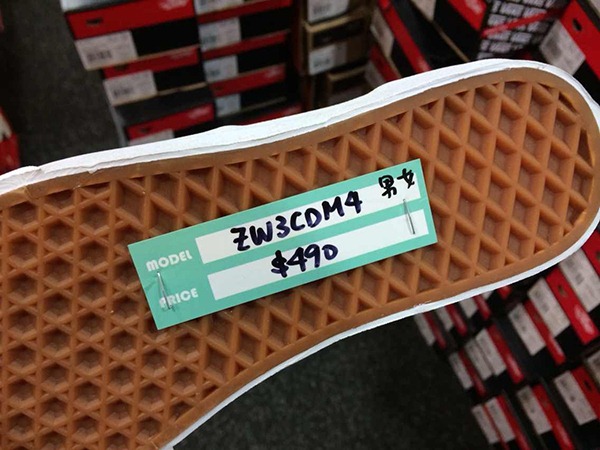 MODEL ZW3CDM4 男女
PRICE $490